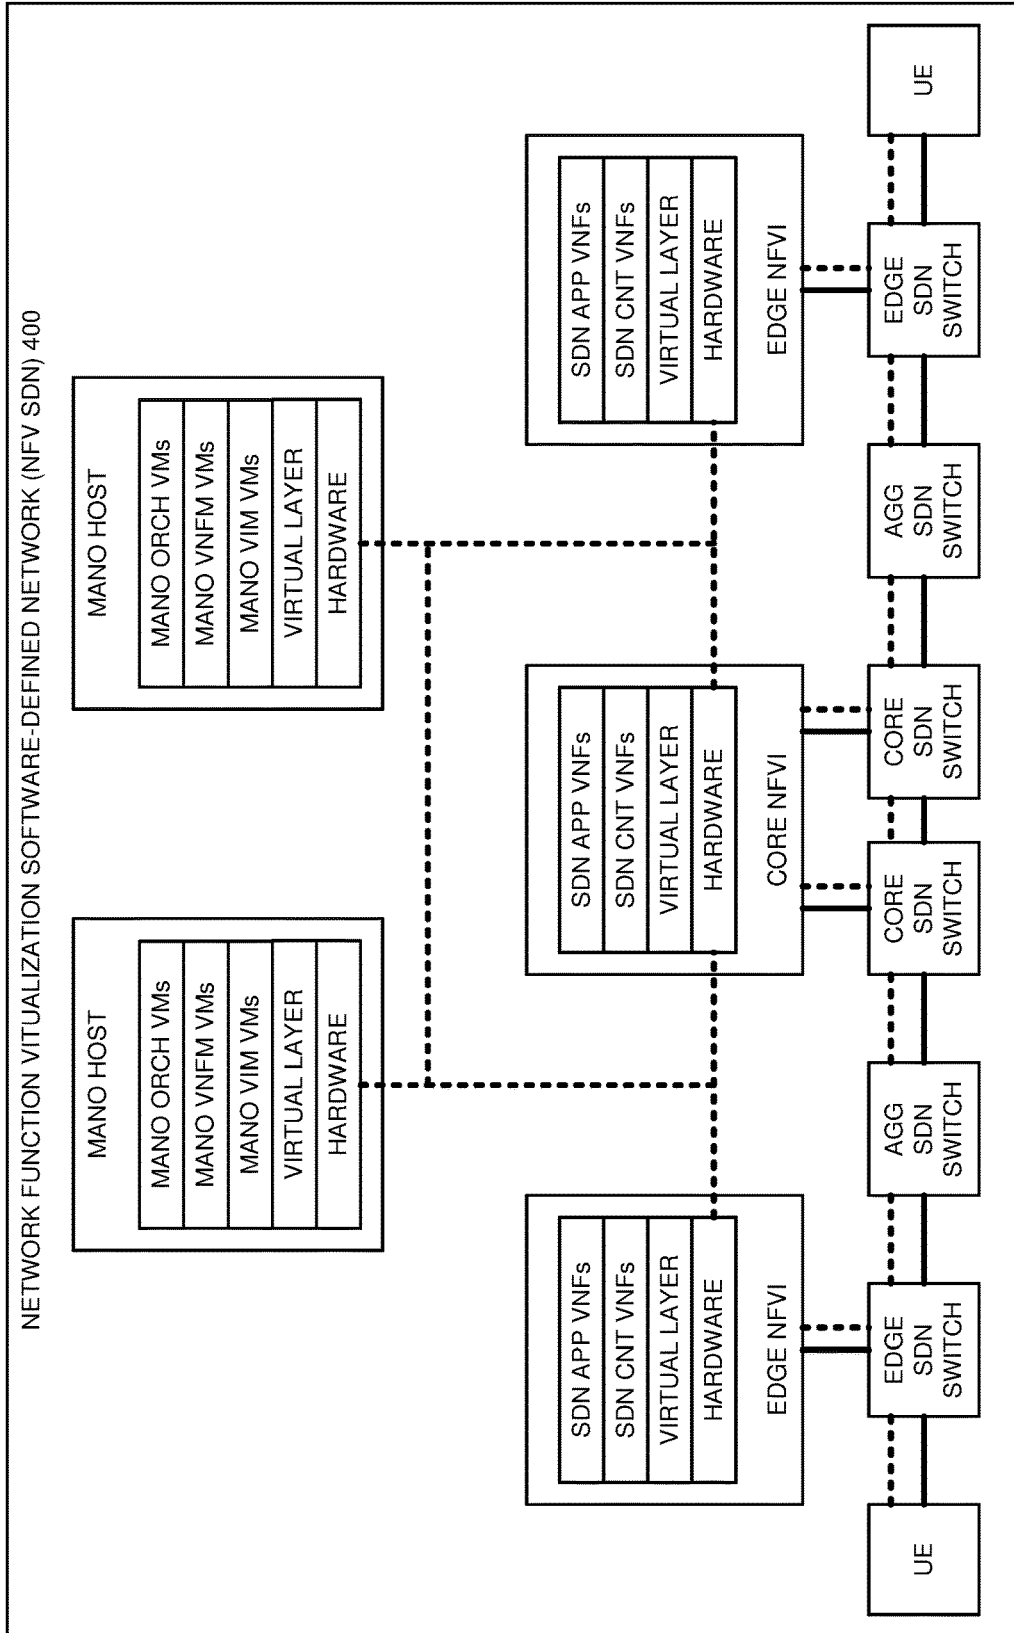 NETWORK FUNCTION VITUALIZATION SOFTWARE-DEFINED NETWORK (NFV SDN) 400
MANO HOST
MANO ORCH VMs
MANO VNFM VMs
MANO VIM VMs
VIRTUAL LAYER
HARDWARE
MANO HOST
MANO ORCH VMs
MANO VNFM VMs
MANO VIM VMs
VIRTUAL LAYER
HARDWARE
SDN APP VNFs
SDN CNT VNFs
VIRTUAL LAYER
HARDWARE
EDGE NFVI
SDN APP VNFs
SDN CNT VNFs
VIRTUAL LAYER
HARDWARE
CORE NFVI
SDN APP VNFs
SDN CNT VNFs
VIRTUAL LAYER
HARDWARE
EDGE NFVI
UE
EDGE
SDN
SWITCH
AGG
SDN
SWITCH
CORE
SDN
SWITCH
CORE
SDN
SWITCH
AGG
SDN
SWITCH
EDGE
SDN
SWITCH
UE